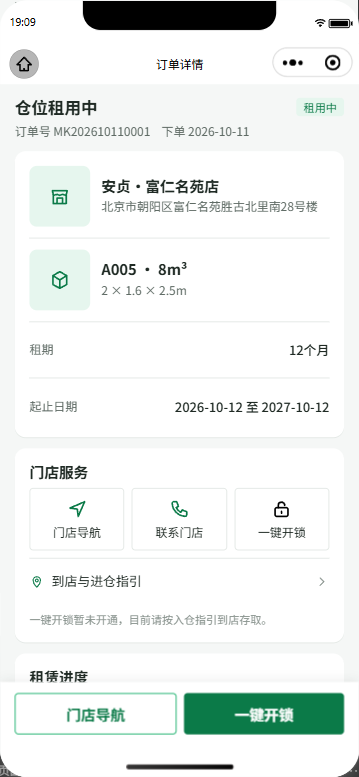 19:09
订单详情
仓位租用中
租用中
订单号 MK202610110001 下单 2026-10-11
安贞·富仁名苑店
北京市朝阳区富仁名苑胜古北里南28号楼
A005 · 8m³
2 × 1.6 × 2.5m
租期 12个月
起止日期 2026-10-12 至 2027-10-12
门店服务
门店导航 联系门店 一键开锁
到店与进仓指引
一键开锁暂未开通，目前请按入仓指引到店存取。
租赁进度
门店导航 一键开锁